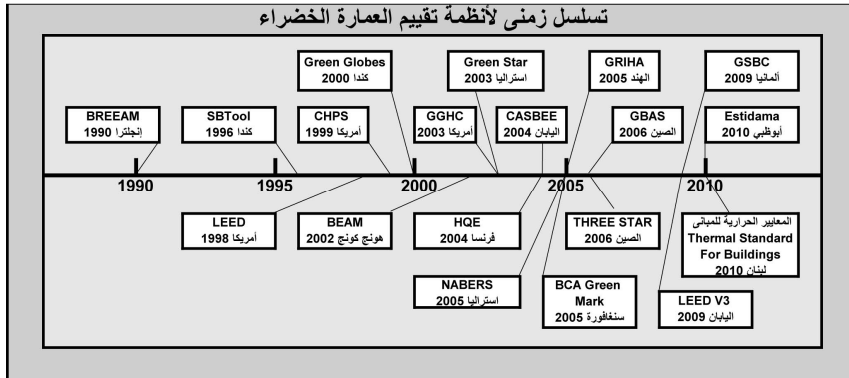 تسلسل زمنى لأنظمة تقييم العمارة الخضراء
Green Globes
كندا 2000
Green Star
استراليا 2003
GRIHA
الهند 2005
GSBC
ألمانيا 2009
BREEAM
إنجلترا 1990
SBTool
كندا 1996
CHPS
أمريكا 1999
GGHC
أمريكا 2003
CASBEE
اليابان 2004
GBAS
الصين 2006
Estidama
أبوظبي 2010
1990
1995
2000
2005
2010
LEED
أمريكا 1998
BEAM
هونج كونج 2002
HQE
فرنسا 2004
THREE STAR
الصين 2006
المعايير الحرارية للمبانى
Thermal Standard
For Buildings
لبنان 2010
NABERS
استراليا 2005
BCA Green
Mark
سنغافورة 2005
LEED V3
اليابان 2009